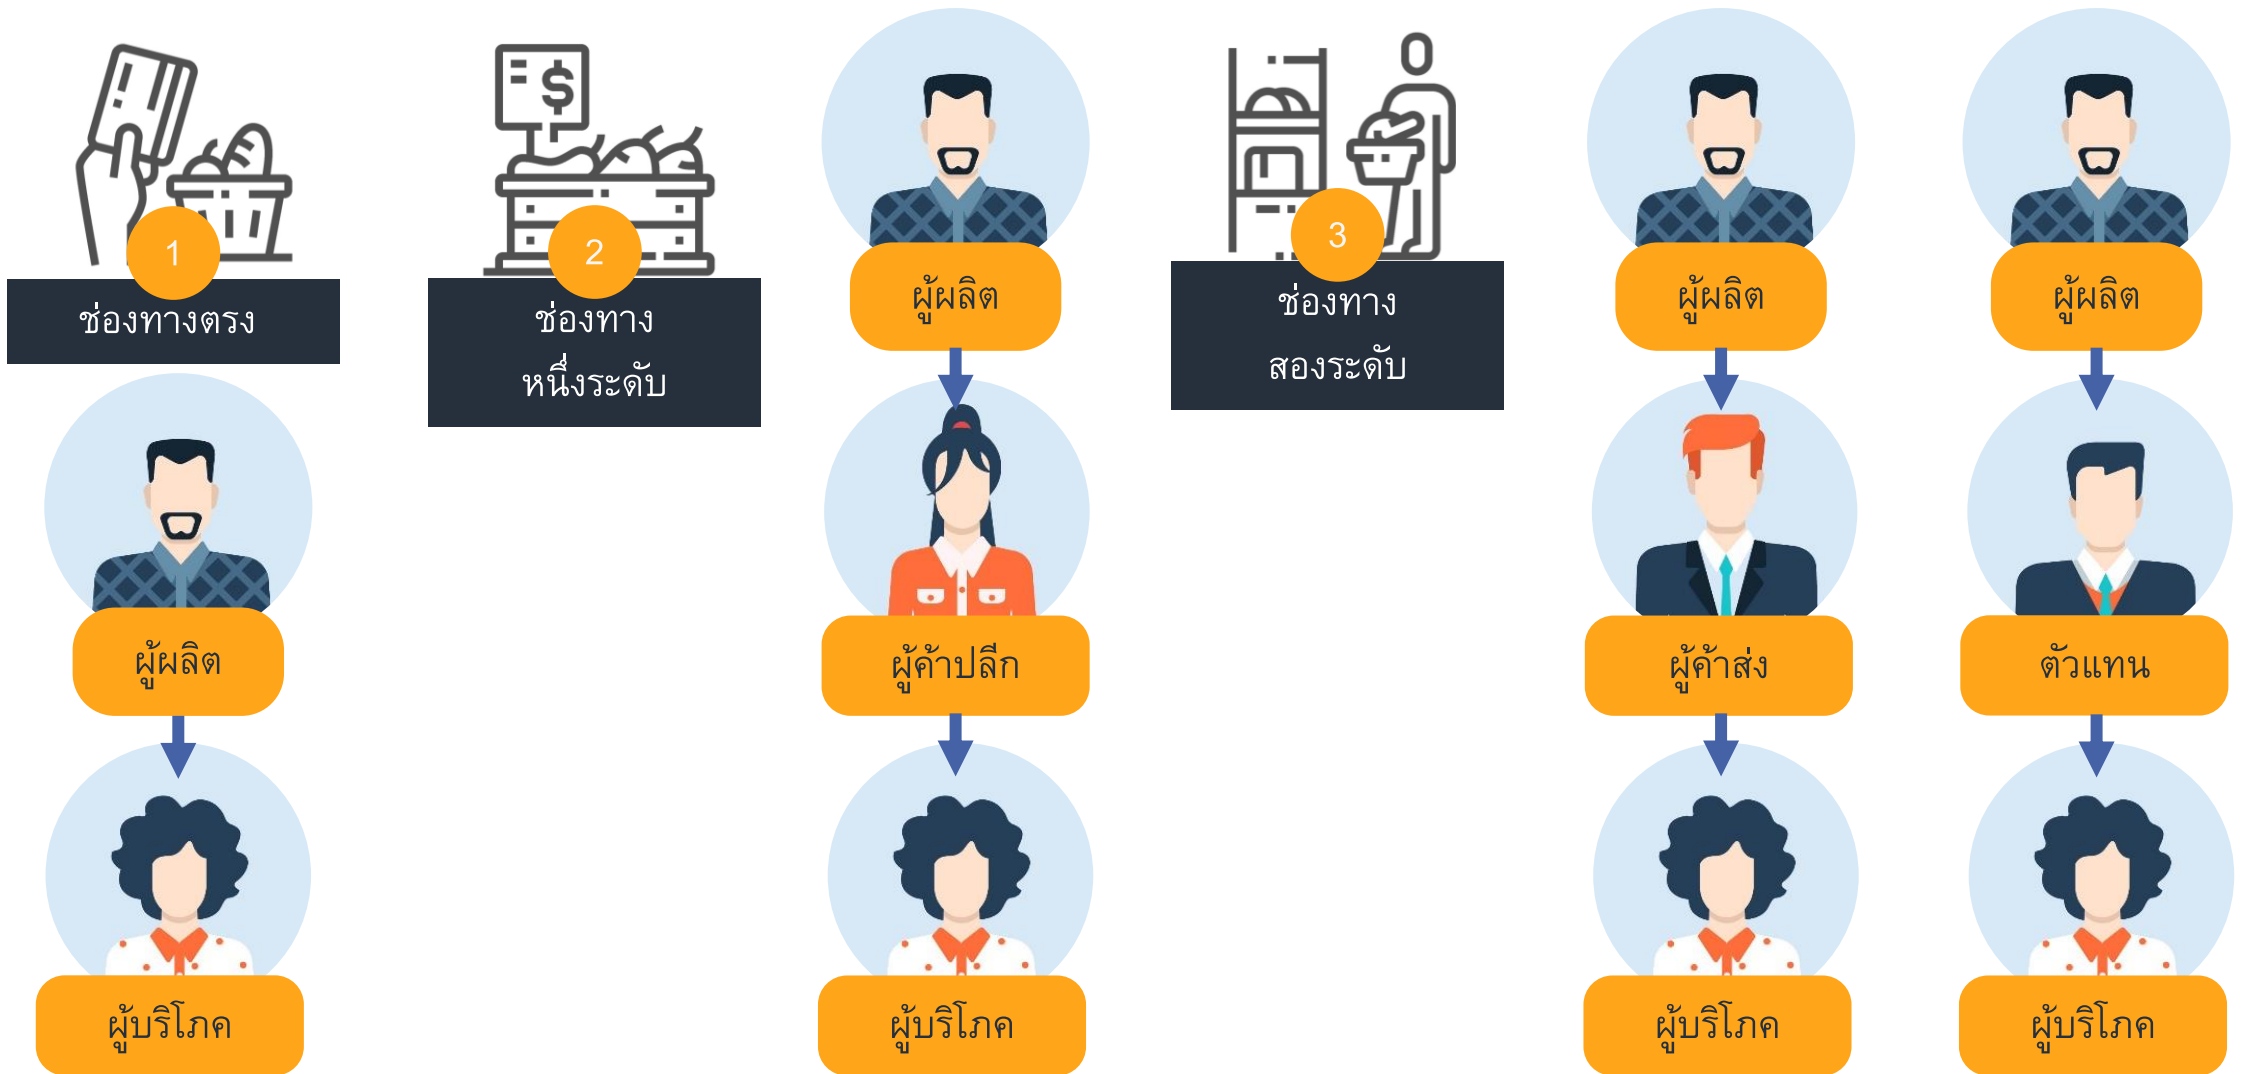 1
ช่องทางตรง
ผู้ผลิต
ผู้บริโภค
2
ช่องทาง
หนึ่งระดับ
ผู้ผลิต
ผู้ค้าปลีก
ผู้บริโภค
3
ช่องทาง
สองระดับ
ผู้ผลิต
ผู้ค้าส่ง
ผู้บริโภค
ผู้ผลิต
ตัวแทน
ผู้บริโภค